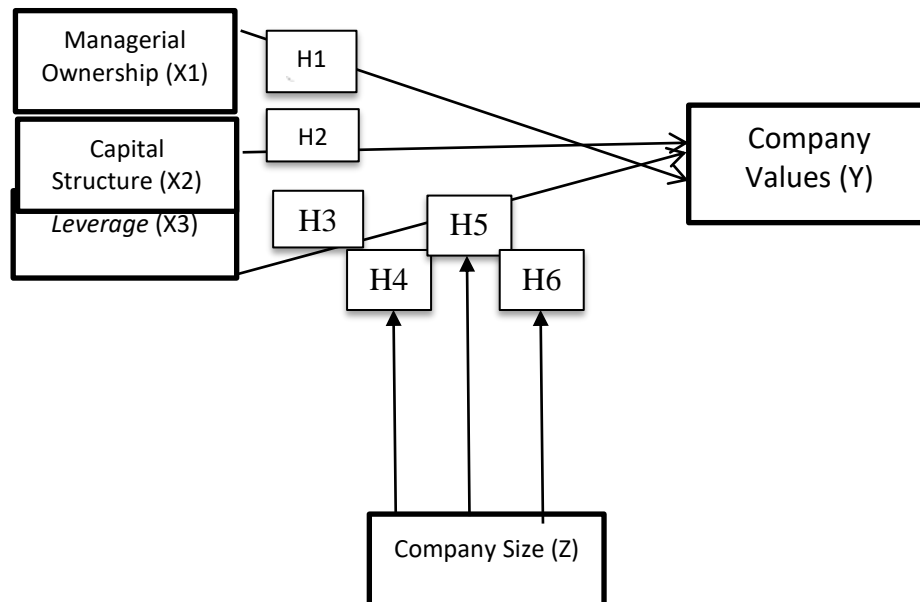 Managerial
Ownership (X1)
H1
H2
Capital
Structure (X2)
Leverage (X3)
H3
H5
H4
H6
Company
Values (Y)
Company Size (Z)